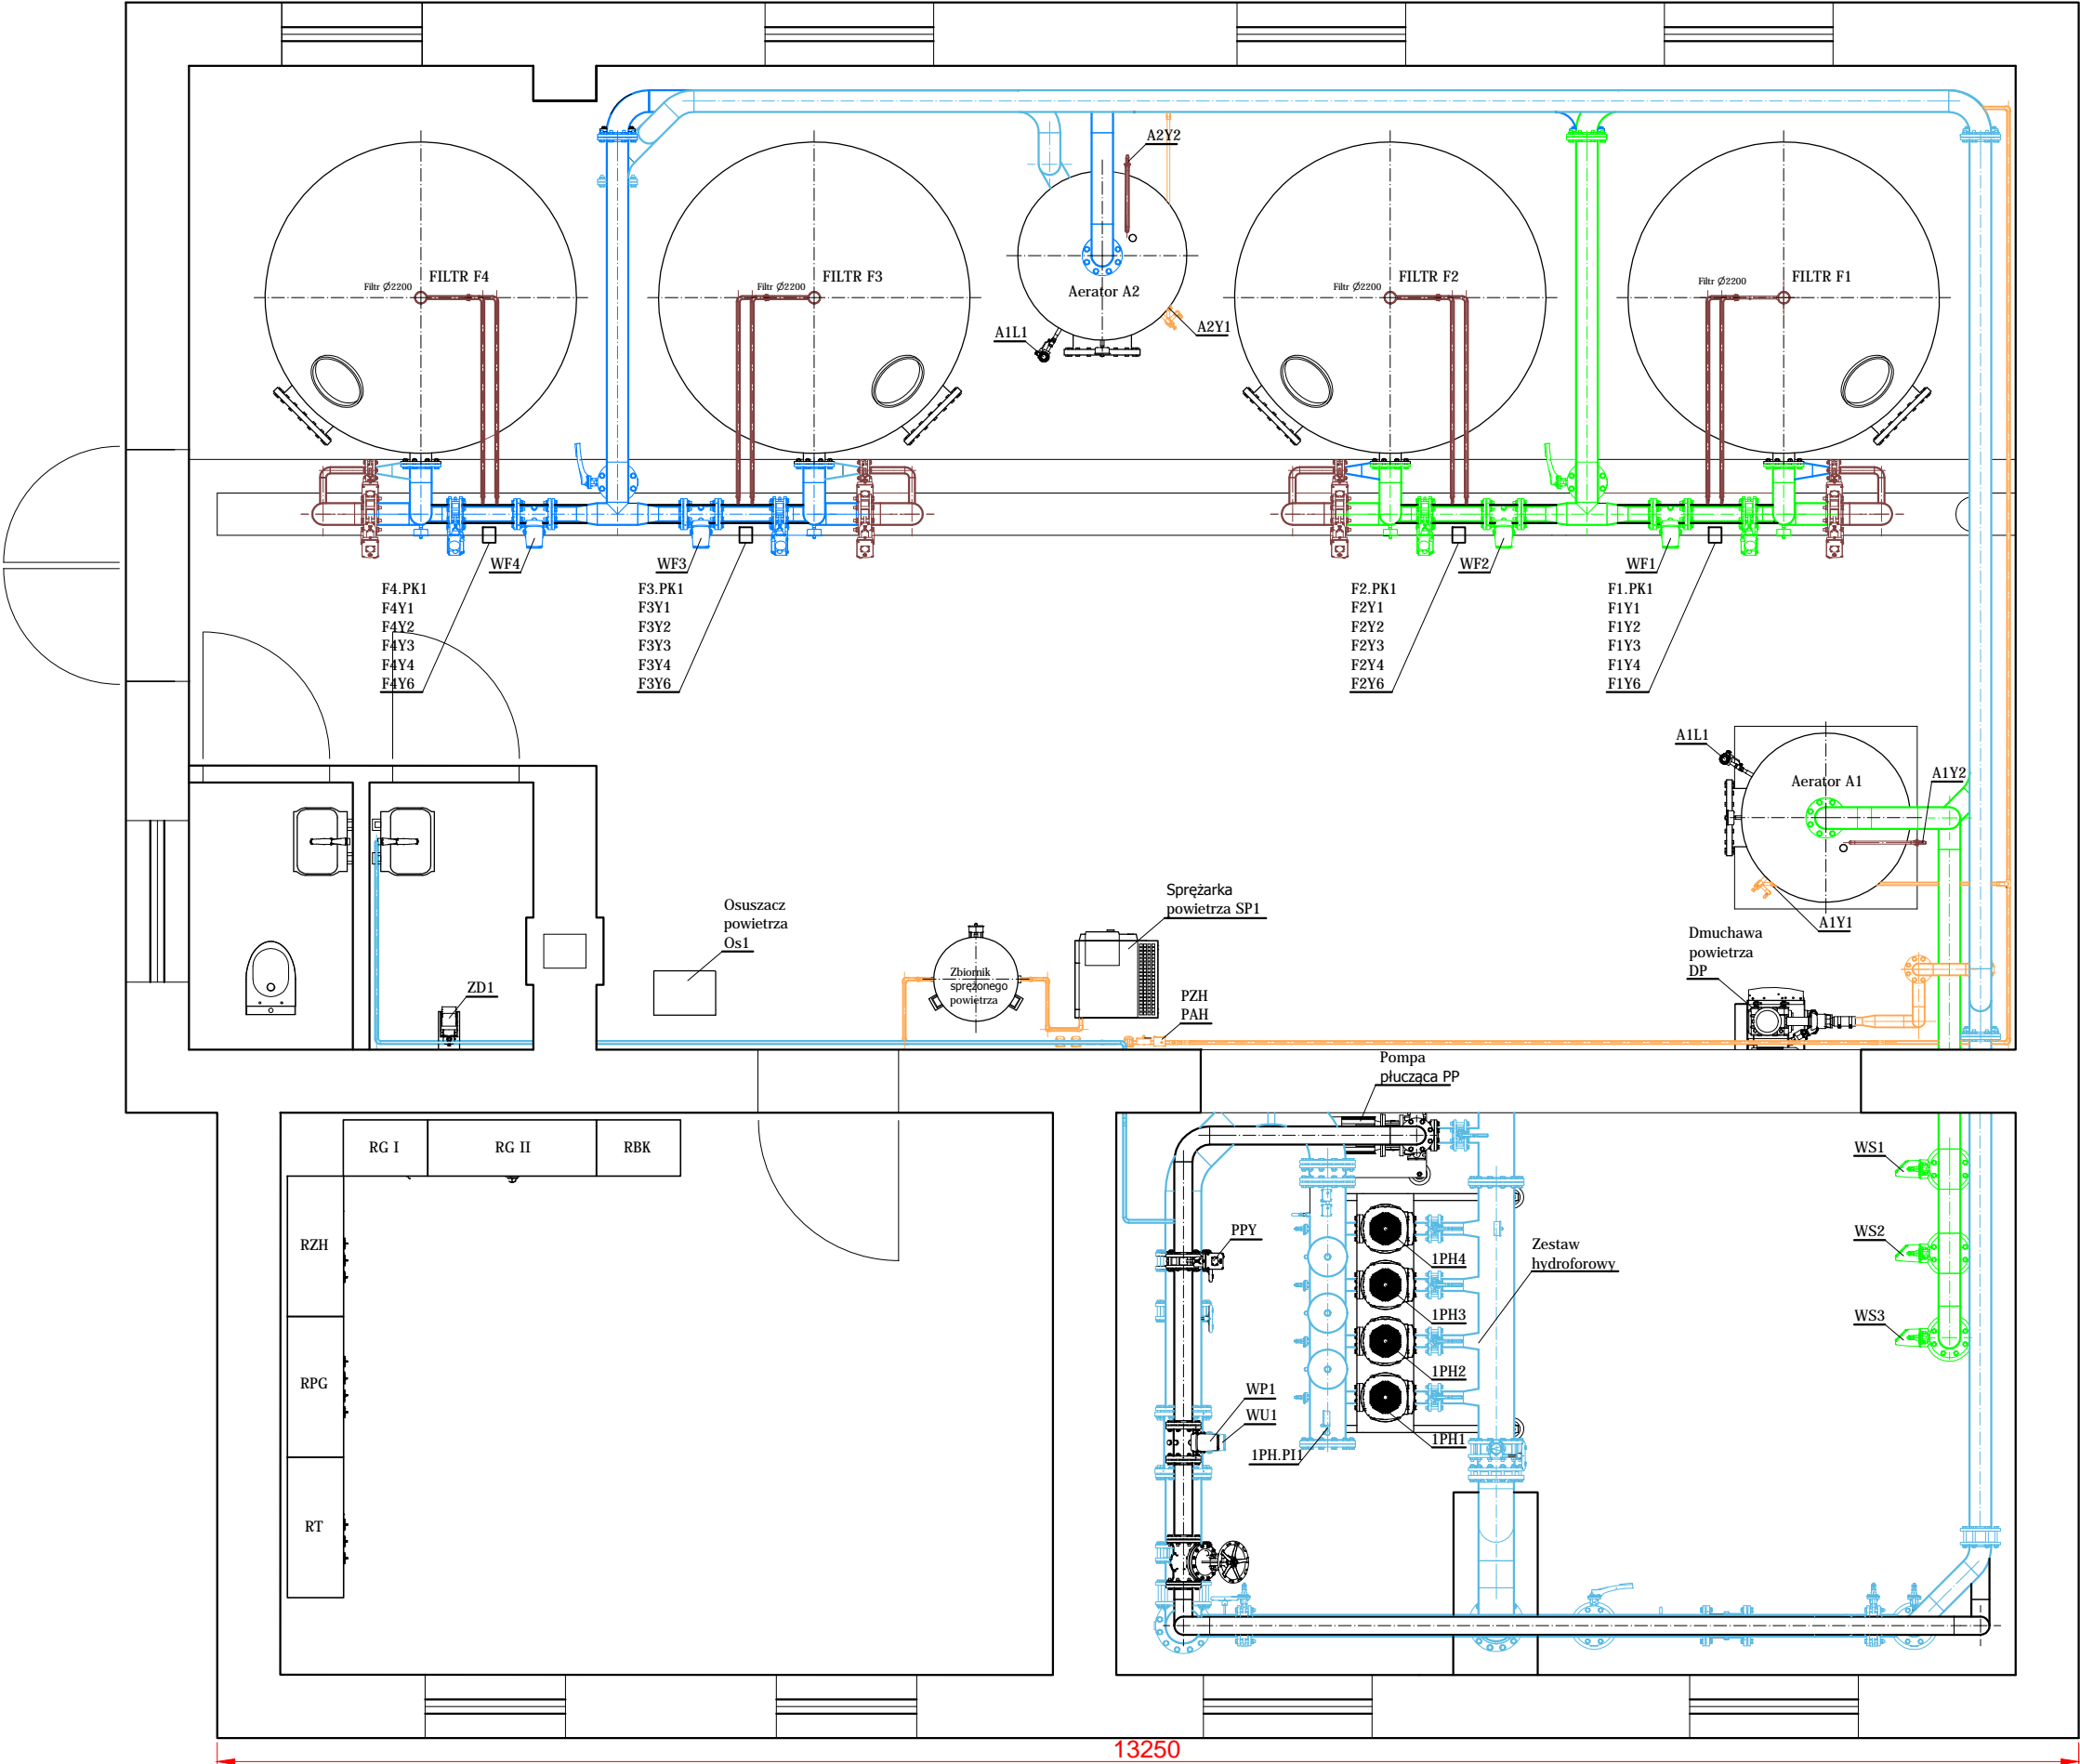 A2Y2
FILTR F4
Filtr Ø2200
FILTR F3
Filtr Ø2200
Aerator A2
A1L1
A2Y1
FILTR F2
Filtr Ø2200
FILTR F1
Filtr Ø2200
WF4
WF3
WF2
WF1
F4.PK1
F4Y1
F4Y2
F4Y3
F4Y4
F4Y6
F3.PK1
F3Y1
F3Y2
F3Y3
F3Y4
F3Y6
F2.PK1
F2Y1
F2Y2
F2Y3
F2Y4
F2Y6
F1.PK1
F1Y1
F1Y2
F1Y3
F1Y4
F1Y6
A1L1
Aerator A1
A1Y2
A1Y1
Osuszacz
powietrza
Os1
Sprężarka
powietrza SP1
Zbiornik
sprężonego
powietrza
Dmuchawa
powietrza
DP
ZD1
PZH
PAH
Pompa
płucząca PP
RG I
RG II
RBK
RZH
RPG
RT
PPY
1PH4
1PH3
1PH2
1PH1
Zestaw
hydroforowy
WS1
WS2
WS3
WP1
WU1
1PH.PI1
13250